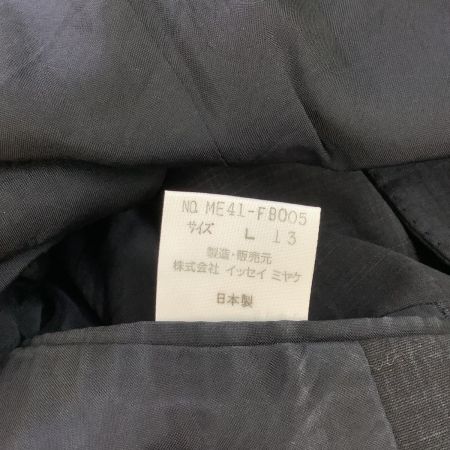 NO. ME41-FB005
サイズ L 13
製造・販売元
株式会社 イッセイ ミヤケ
日本製